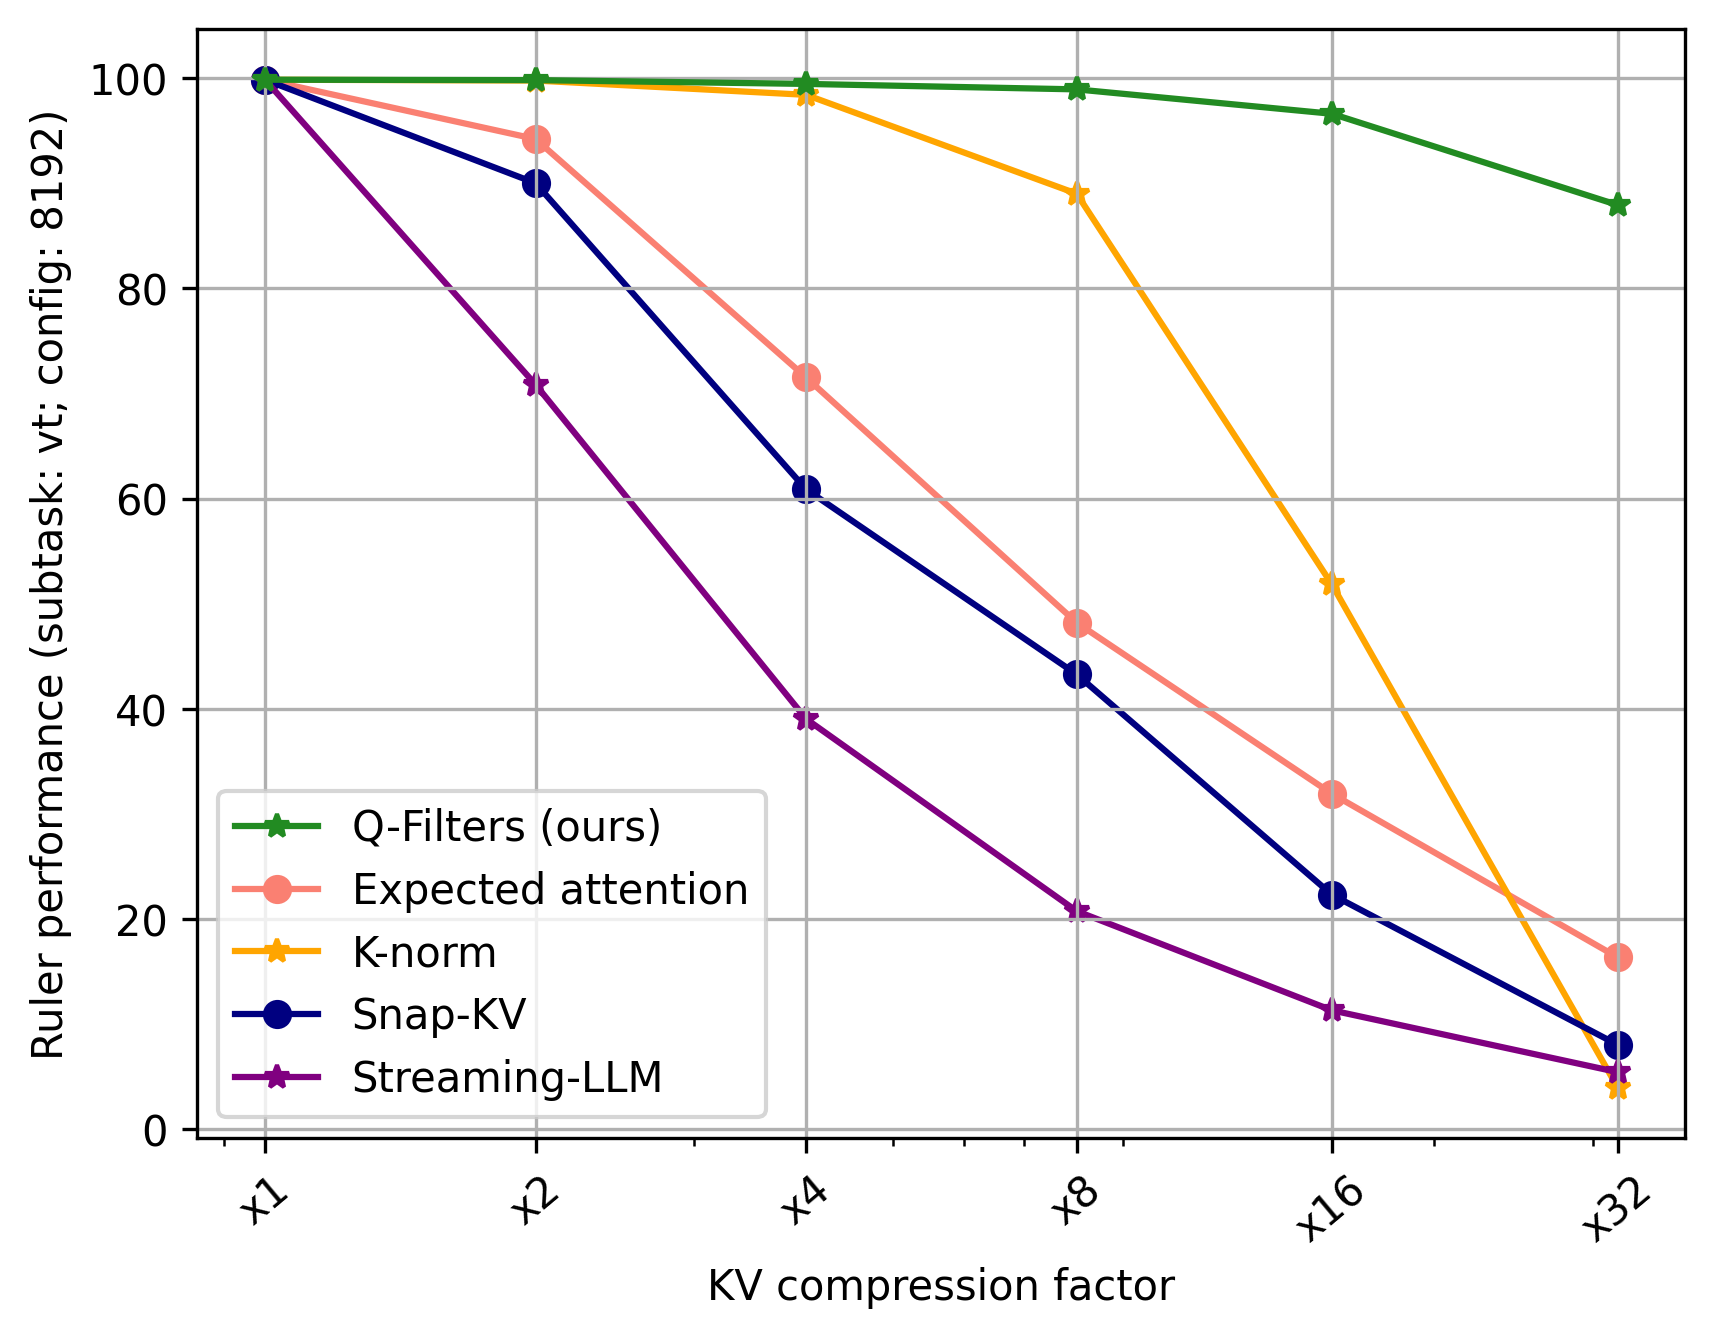 Ruler performance (subtask: vt; config: 8192)
100
80
60
40
20
0
Q-Filters (ours)
Expected attention
K-norm
Snap-KV
Streaming-LLM
x1
x2
x4
x8
x16
x32
KV compression factor